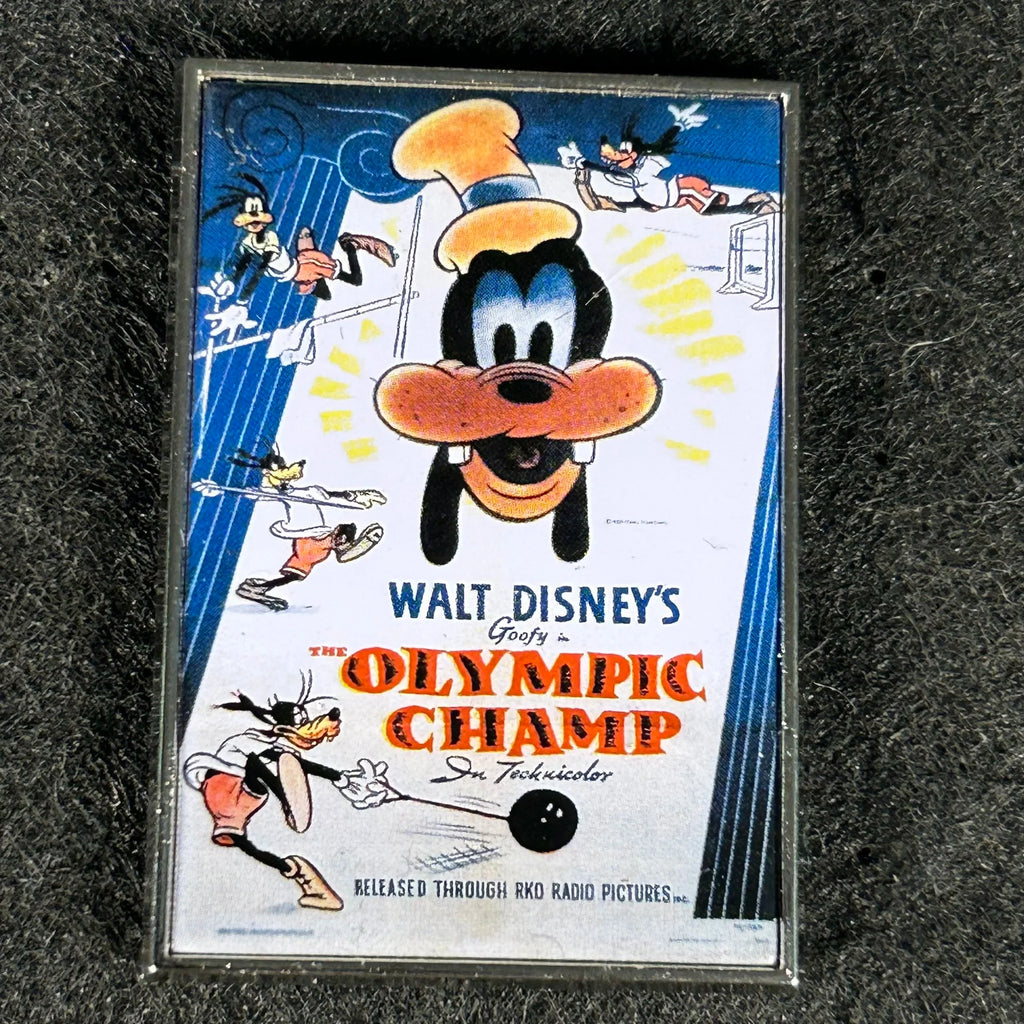 WALT DISNEY'S
Goofy in
THE OLYMPIC
CHAMP
In Technicolor
RELEASED THROUGH RKO RADIO PICTURES INC.